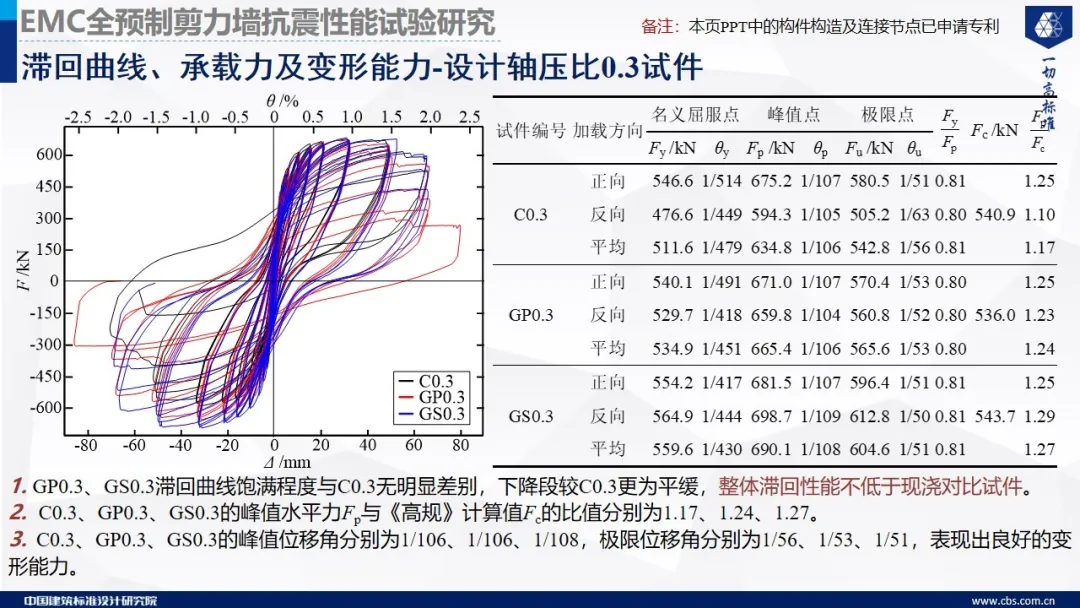 EMC全预制剪力墙抗震性能试验研究
备注：本页PPT中的构件构造及连接节点已申请专利
滞回曲线、承载力及变形能力-设计轴压比0.3试件
一切高标准
θ /%
-2.5 -2.0 -1.5 -1.0 -0.5 0.0 0.5 1.0 1.5 2.0 2.5
600
450
300
150
0
-150
-300
-450
-600
F /kN
C0.3
GP0.3
GS0.3
-80 -60 -40 -20 0 20 40 60 80
Δ /mm
试件编号 加载方向 名义屈服点 峰值点 极限点 Fy/Fp Fc /kN F /Fc
Fy /kN θy Fp /kN θp Fu /kN θu
正向 546.6 1/514 675.2 1/107 580.5 1/51 0.81 1.25
C0.3 反向 476.6 1/449 594.3 1/105 505.2 1/63 0.80 540.9 1.10
平均 511.6 1/479 634.8 1/106 542.8 1/56 0.81 1.17
正向 540.1 1/491 671.0 1/107 570.4 1/53 0.80 1.25
GP0.3 反向 529.7 1/418 659.8 1/104 560.8 1/52 0.80 536.0 1.23
平均 534.9 1/451 665.4 1/106 565.6 1/53 0.80 1.24
正向 554.2 1/417 681.5 1/107 596.4 1/51 0.81 1.25
GS0.3 反向 564.9 1/444 698.7 1/109 612.8 1/50 0.81 543.7 1.29
平均 559.6 1/430 690.1 1/108 604.6 1/51 0.81 1.27
1. GP0.3、GS0.3滞回曲线饱满程度与C0.3无明显差别，下降段较C0.3更为平缓，整体滞回性能不低于现浇对比试件。
2. C0.3、GP0.3、GS0.3的峰值水平力Fp与《高规》计算值Fc的比值分别为1.17、1.24、1.27。
3. C0.3、GP0.3、GS0.3的峰值位移角分别为1/106、1/106、1/108，极限位移角分别为1/56、1/53、1/51，表现出良好的变
形能力。
中国建筑标准设计研究院
www.cbs.com.cn